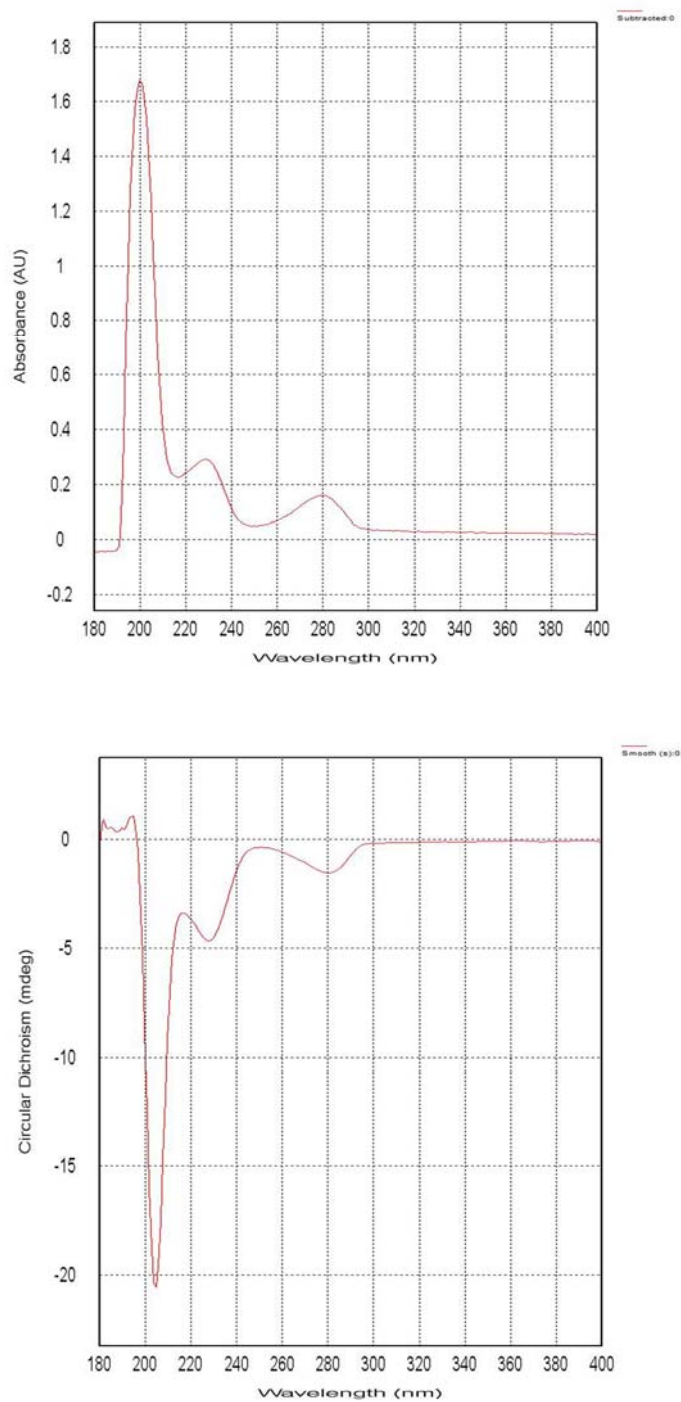 Subtracted:0
1.8
1.6
1.4
1.2
1
0.8
0.6
0.4
0.2
0
-0.2
Absorbance (AU)
180 200 220 240 260 280 300 320 340 360 380 400
Wavelength (nm)
Smooth (s):0
0
-5
-10
-15
-20
Circular Dichroism (mdeg)
180 200 220 240 260 280 300 320 340 360 380 400
Wavelength (nm)